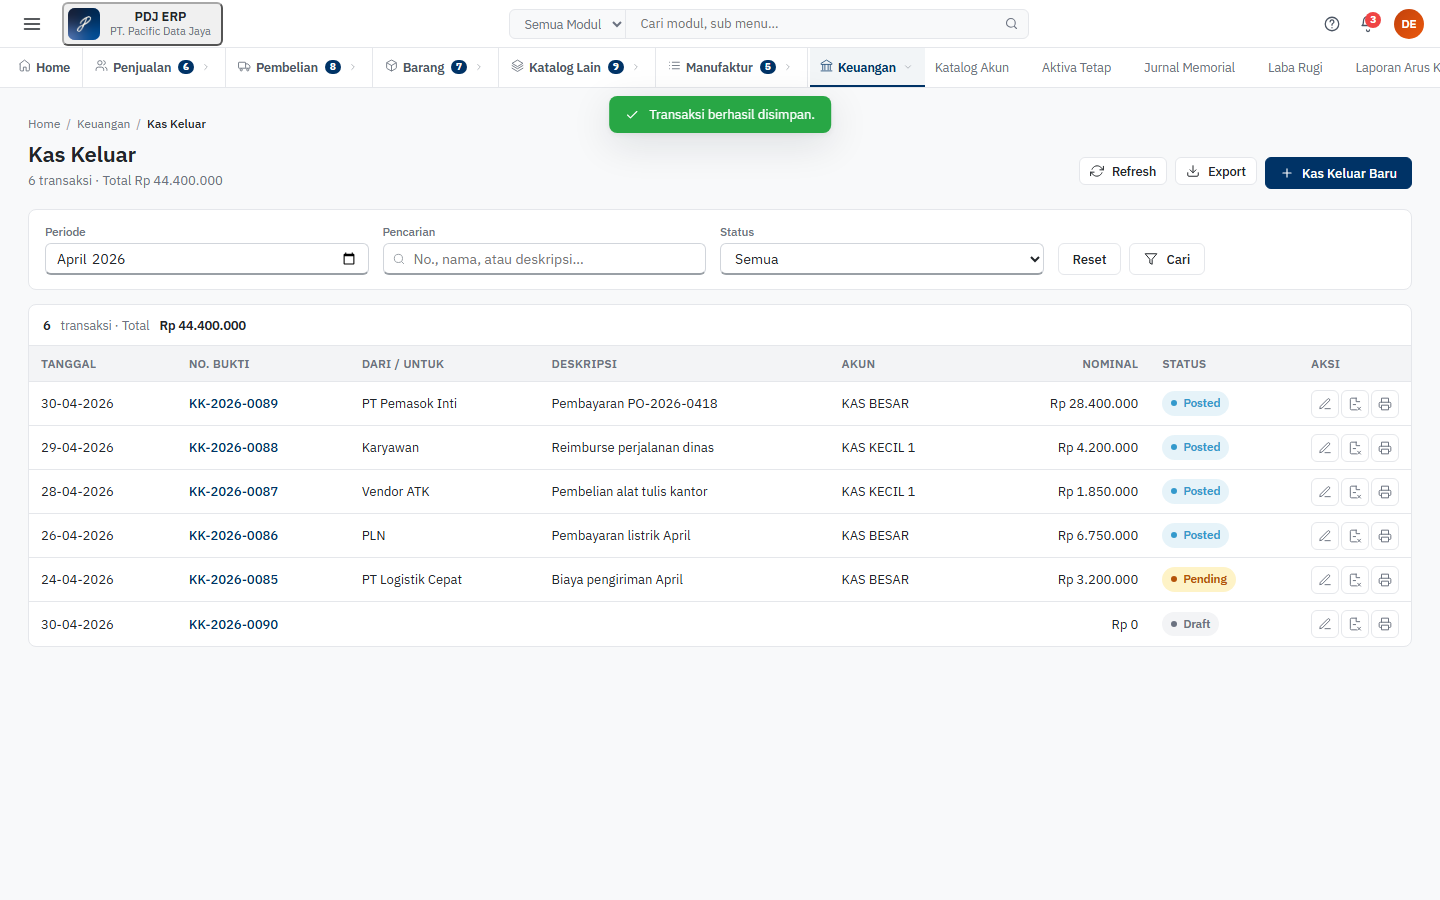 PDJ ERP
PT. Pacific Data Jaya
Semua Modul
Cari modul, sub menu...
3
DE
Home
Penjualan 6
Pembelian 8
Barang 7
Katalog Lain 9
Manufaktur 5
Keuangan
Katalog Akun
Aktiva Tetap
Jurnal Memorial
Laba Rugi
Laporan Arus K
Transaksi berhasil disimpan.
Home / Keuangan / Kas Keluar
Kas Keluar
6 transaksi · Total Rp 44.400.000
Refresh
Export
Kas Keluar Baru
Periode
Pencarian
Status
April 2026
No., nama, atau deskripsi...
Semua
Reset
Cari
6 transaksi · Total Rp 44.400.000
TANGGAL NO. BUKTI DARI / UNTUK DESKRIPSI AKUN NOMINAL STATUS AKSI
30-04-2026 KK-2026-0089 PT Pemasok Inti Pembayaran PO-2026-0418 KAS BESAR Rp 28.400.000 Posted
29-04-2026 KK-2026-0088 Karyawan Reimburse perjalanan dinas KAS KECIL 1 Rp 4.200.000 Posted
28-04-2026 KK-2026-0087 Vendor ATK Pembelian alat tulis kantor KAS KECIL 1 Rp 1.850.000 Posted
26-04-2026 KK-2026-0086 PLN Pembayaran listrik April KAS BESAR Rp 6.750.000 Posted
24-04-2026 KK-2026-0085 PT Logistik Cepat Biaya pengiriman April KAS BESAR Rp 3.200.000 Pending
30-04-2026 KK-2026-0090 Rp 0 Draft